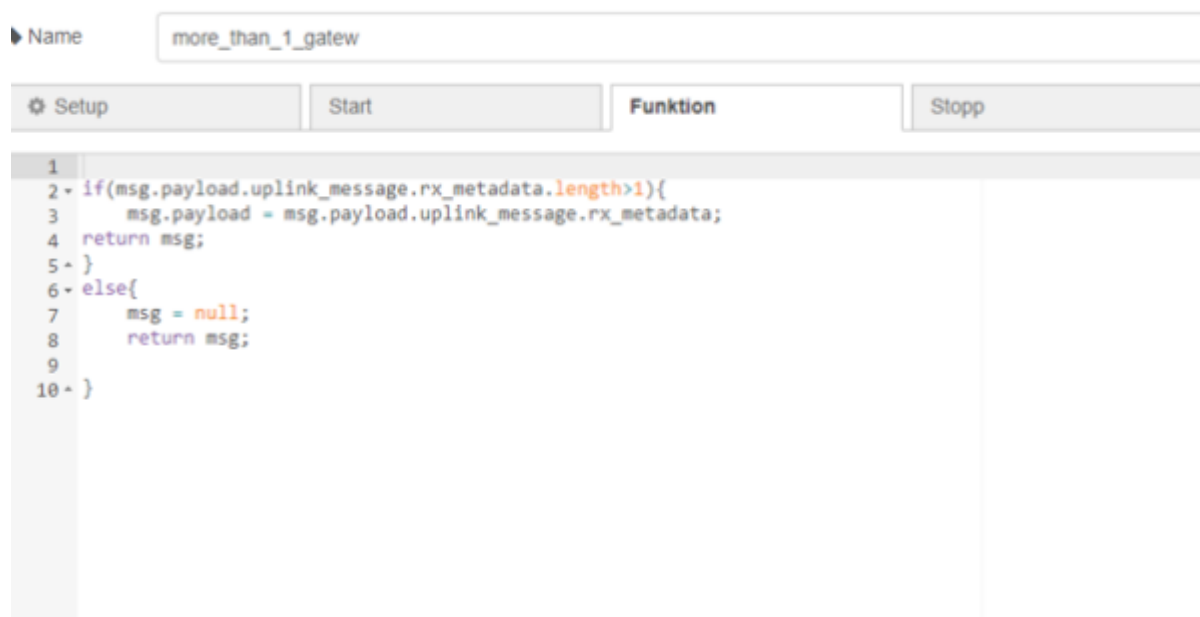 Name more_than_1_gatew
Setup Start Funktion Stopp
1
2 if(msg.payload.uplink_message.rx_metadata.length>1){
3     msg.payload = msg.payload.uplink_message.rx_metadata;
4 return msg;
5 }
6 else{
7     msg = null;
8     return msg;
9
10 }